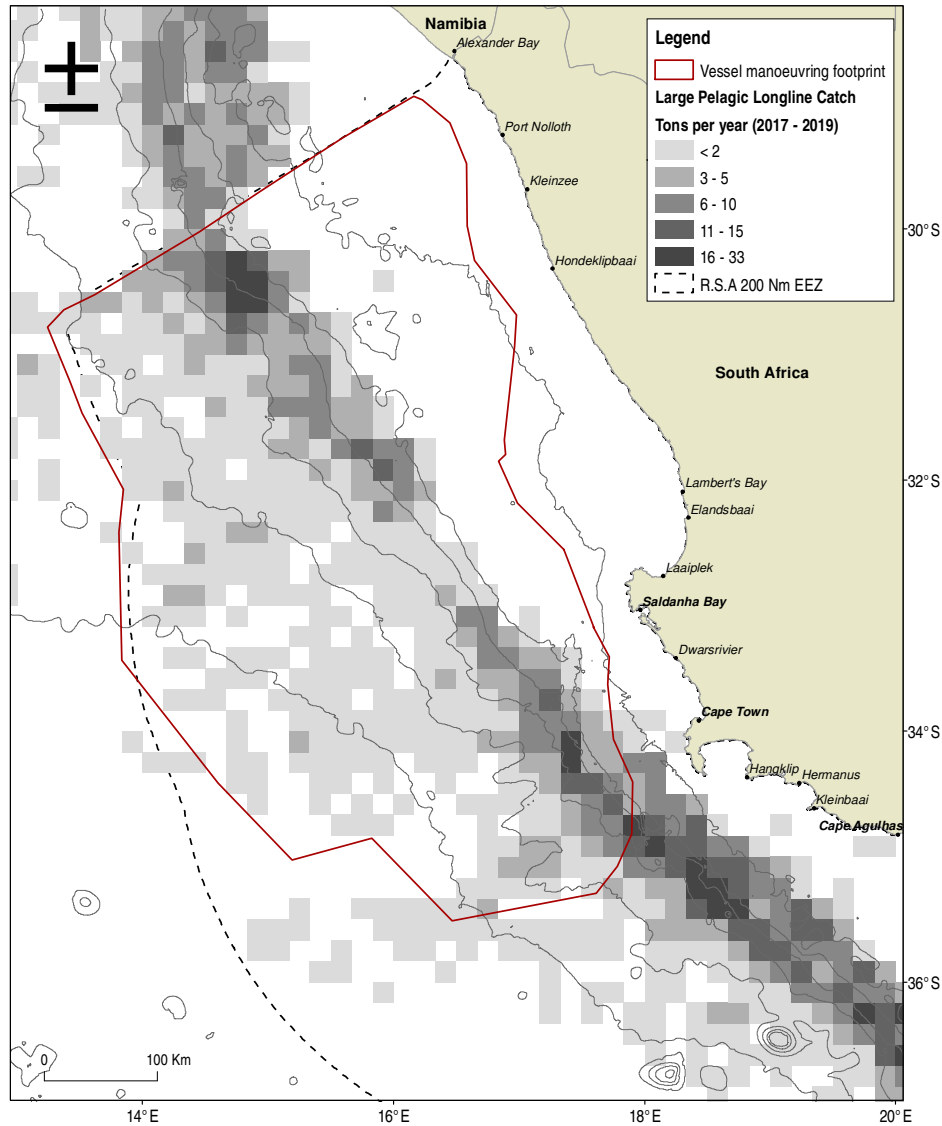 Namibia
Alexander Bay
Port Nolloth
Kleinzee
Hondeklipbaai
South Africa
Lambert's Bay
Elandsbaai
Laaiplek
Saldanha Bay
Dwarsrivier
Cape Town
Hangklip
Hermanus
Kleinbaai
Cape Agulhas
Legend
Vessel manoeuvring footprint
Large Pelagic Longline Catch
Tons per year (2017 - 2019)
< 2
3 - 5
6 - 10
11 - 15
16 - 33
R.S.A 200 Nm EEZ
30°S
32°S
34°S
36°S
0 100 Km
14°E 16°E 18°E 20°E